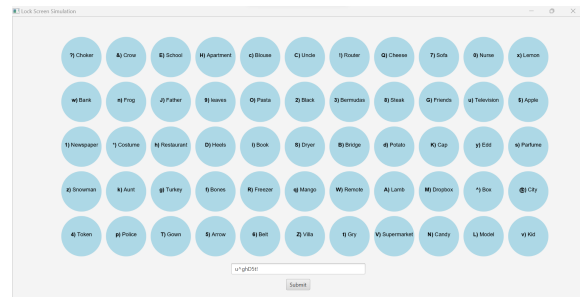 Lock Screen Simulation
?) Choker &) Crow E) School H) Apartment c) Blouse C) Uncle !) Router Q) Cheese 7) Sofa 0) Nurse x) Lemon
w) Bank n) Frog J) Father 9) leaves O) Pasta 2) Black 3) Bermudas 8) Steak G) Friends u) Television $) Apple
1) Newspaper *) Costume h) Restaurant D) Heels i) Book S) Dryer B) Bridge d) Potato K) Cap y) Edd s) Parfume
z) Snowman k) Aunt g) Turkey f) Bones R) Freezer q) Mango W) Remote A) Lamb M) Dropbox ^) Box @) City
4) Token p) Police T) Gown 5) Arrow 6) Belt Z) Villa t) Gry V) Supermarket N) Candy L) Model v) Kid
u^ghD5t!
Submit